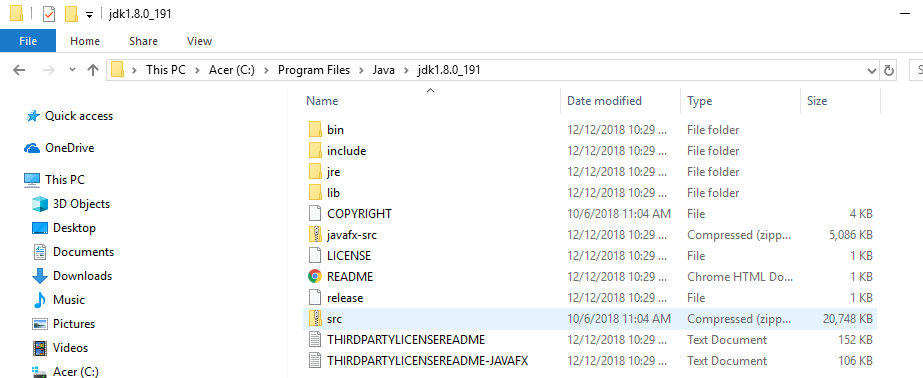 jdk1.8.0_191
File Home Share View
This PC > Acer (C:) > Program Files > Java > jdk1.8.0_191 S
Name Date modified Type Size
Quick access
OneDrive
This PC
3D Objects
Desktop
Documents
Downloads
Music
Pictures
Videos
Acer (C:)
bin 12/12/2018 10:29 ... File folder
include 12/12/2018 10:29 ... File folder
jre 12/12/2018 10:29 ... File folder
lib 12/12/2018 10:29 ... File folder
COPYRIGHT 10/6/2018 11:04 AM File 4 KB
javafx-src 12/12/2018 10:29 ... Compressed (zipp... 5,086 KB
LICENSE 12/12/2018 10:29 ... File 1 KB
README 12/12/2018 10:29 ... Chrome HTML Do... 1 KB
release 12/12/2018 10:29 ... File 1 KB
src 10/6/2018 11:04 AM Compressed (zipp... 20,748 KB
THIRDPARTYLICENSEREADME 12/12/2018 10:29 ... Text Document 152 KB
THIRDPARTYLICENSEREADME-JAVAFX 12/12/2018 10:29 ... Text Document 106 KB